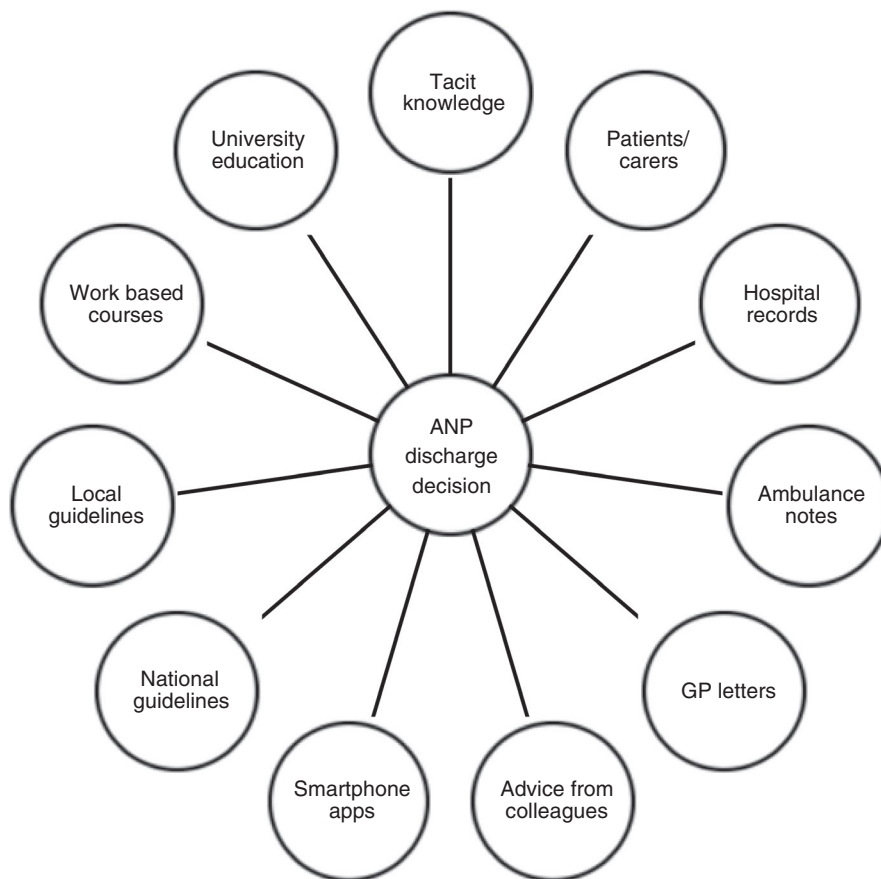 Tacit
knowledge
Patients/
carers
Hospital
records
Ambulance
notes
GP letters
Advice from
colleagues
Smartphone
apps
National
guidelines
Local
guidelines
Work based
courses
University
education
ANP
discharge
decision